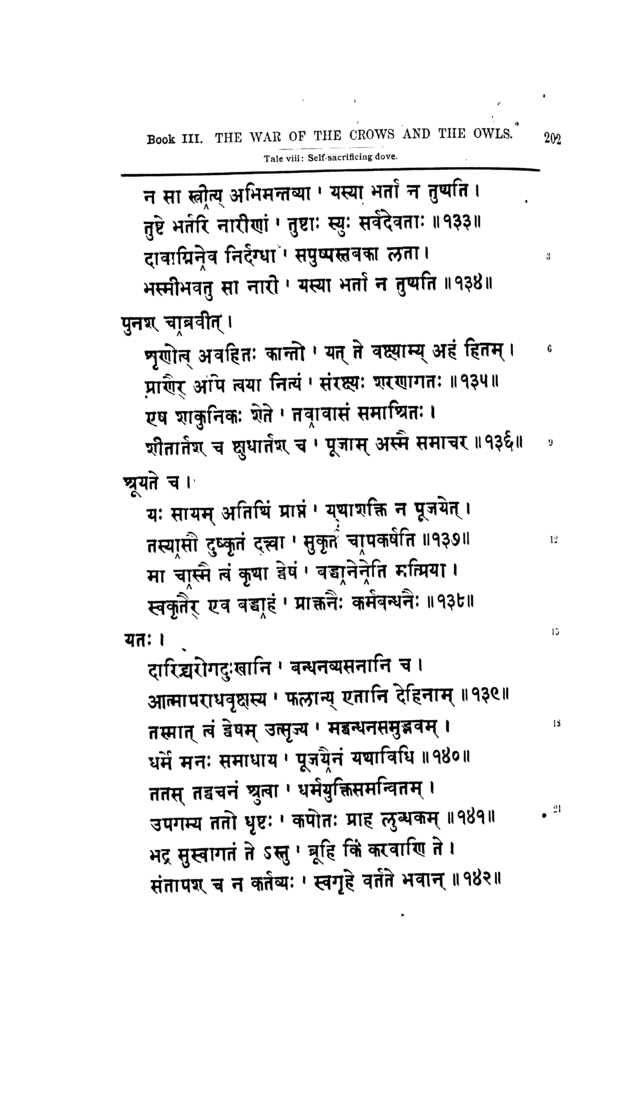 Book III. THE WAR OF THE CROWS AND THE OWLS. 202
Tale viii: Self-sacrificing dove.
न सा स्त्रीत्य् अभिमन्तव्या ' यस्या भर्ता न तुष्यति ।
तुष्टे भर्तरि नारीणां ' तुष्टाः स्युः सर्वदेवताः ॥१३३॥
दावाग्निनेव निर्दग्धा ' सपुष्पस्तबका लता । 3
भस्मीभवतु सा नारी ' यस्या भर्ता न तुष्यति ॥१३४॥
पुनश् चाब्रवीत् ।
शृणोत्व् अवहितः कान्तो ' यत् ते वक्ष्याम्य् अहं हितम् । 6
प्राणैर् अपि त्वया नित्यं ' संरक्ष्यः शरणागतः ॥१३५॥
एष शाकुनिकः शेते ' तवावासं समाश्रितः ।
शीतार्तश् च क्षुधार्तश् च ' पूजाम् अस्मै समाचर ॥१३६॥ 9
श्रूयते च ।
यः सायम् अतिथिं प्राप्तं ' यथाशक्ति न पूजयेत् ।
तस्यासौ दुष्कृतं दत्त्वा ' सुकृतं चापकर्षति ॥१३७॥ 12
मा चास्मै त्वं कृथा द्वेषं ' बद्धानेनेति मत्प्रिया ।
स्वकृतैर् एव बद्धाहं ' प्राक्तनैः कर्मबन्धनैः ॥१३८॥
यतः । 15
दारिद्र्यरोगदुःखानि ' बन्धनव्यसनानि च ।
आत्मापराधवृक्षस्य ' फलान्य् एतानि देहिनाम् ॥१३९॥
तस्मात् त्वं द्वेषम् उत्सृज्य ' मद्बन्धनसमुद्भवम् । 18
धर्मे मनः समाधाय ' पूजयैनं यथाविधि ॥१४०॥
ततस् तद्वचनं श्रुत्वा ' धर्मयुक्तिसमन्वितम् ।
उपगम्य ततो धृष्टः ' कपोतः प्राह लुब्धकम् ॥१४१॥ 21
भद्र सुस्वागतं ते ऽस्तु ' ब्रूहि किं करवाणि ते ।
संतापश् च न कर्तव्यः ' स्वगृहे वर्तते भवान् ॥१४२॥